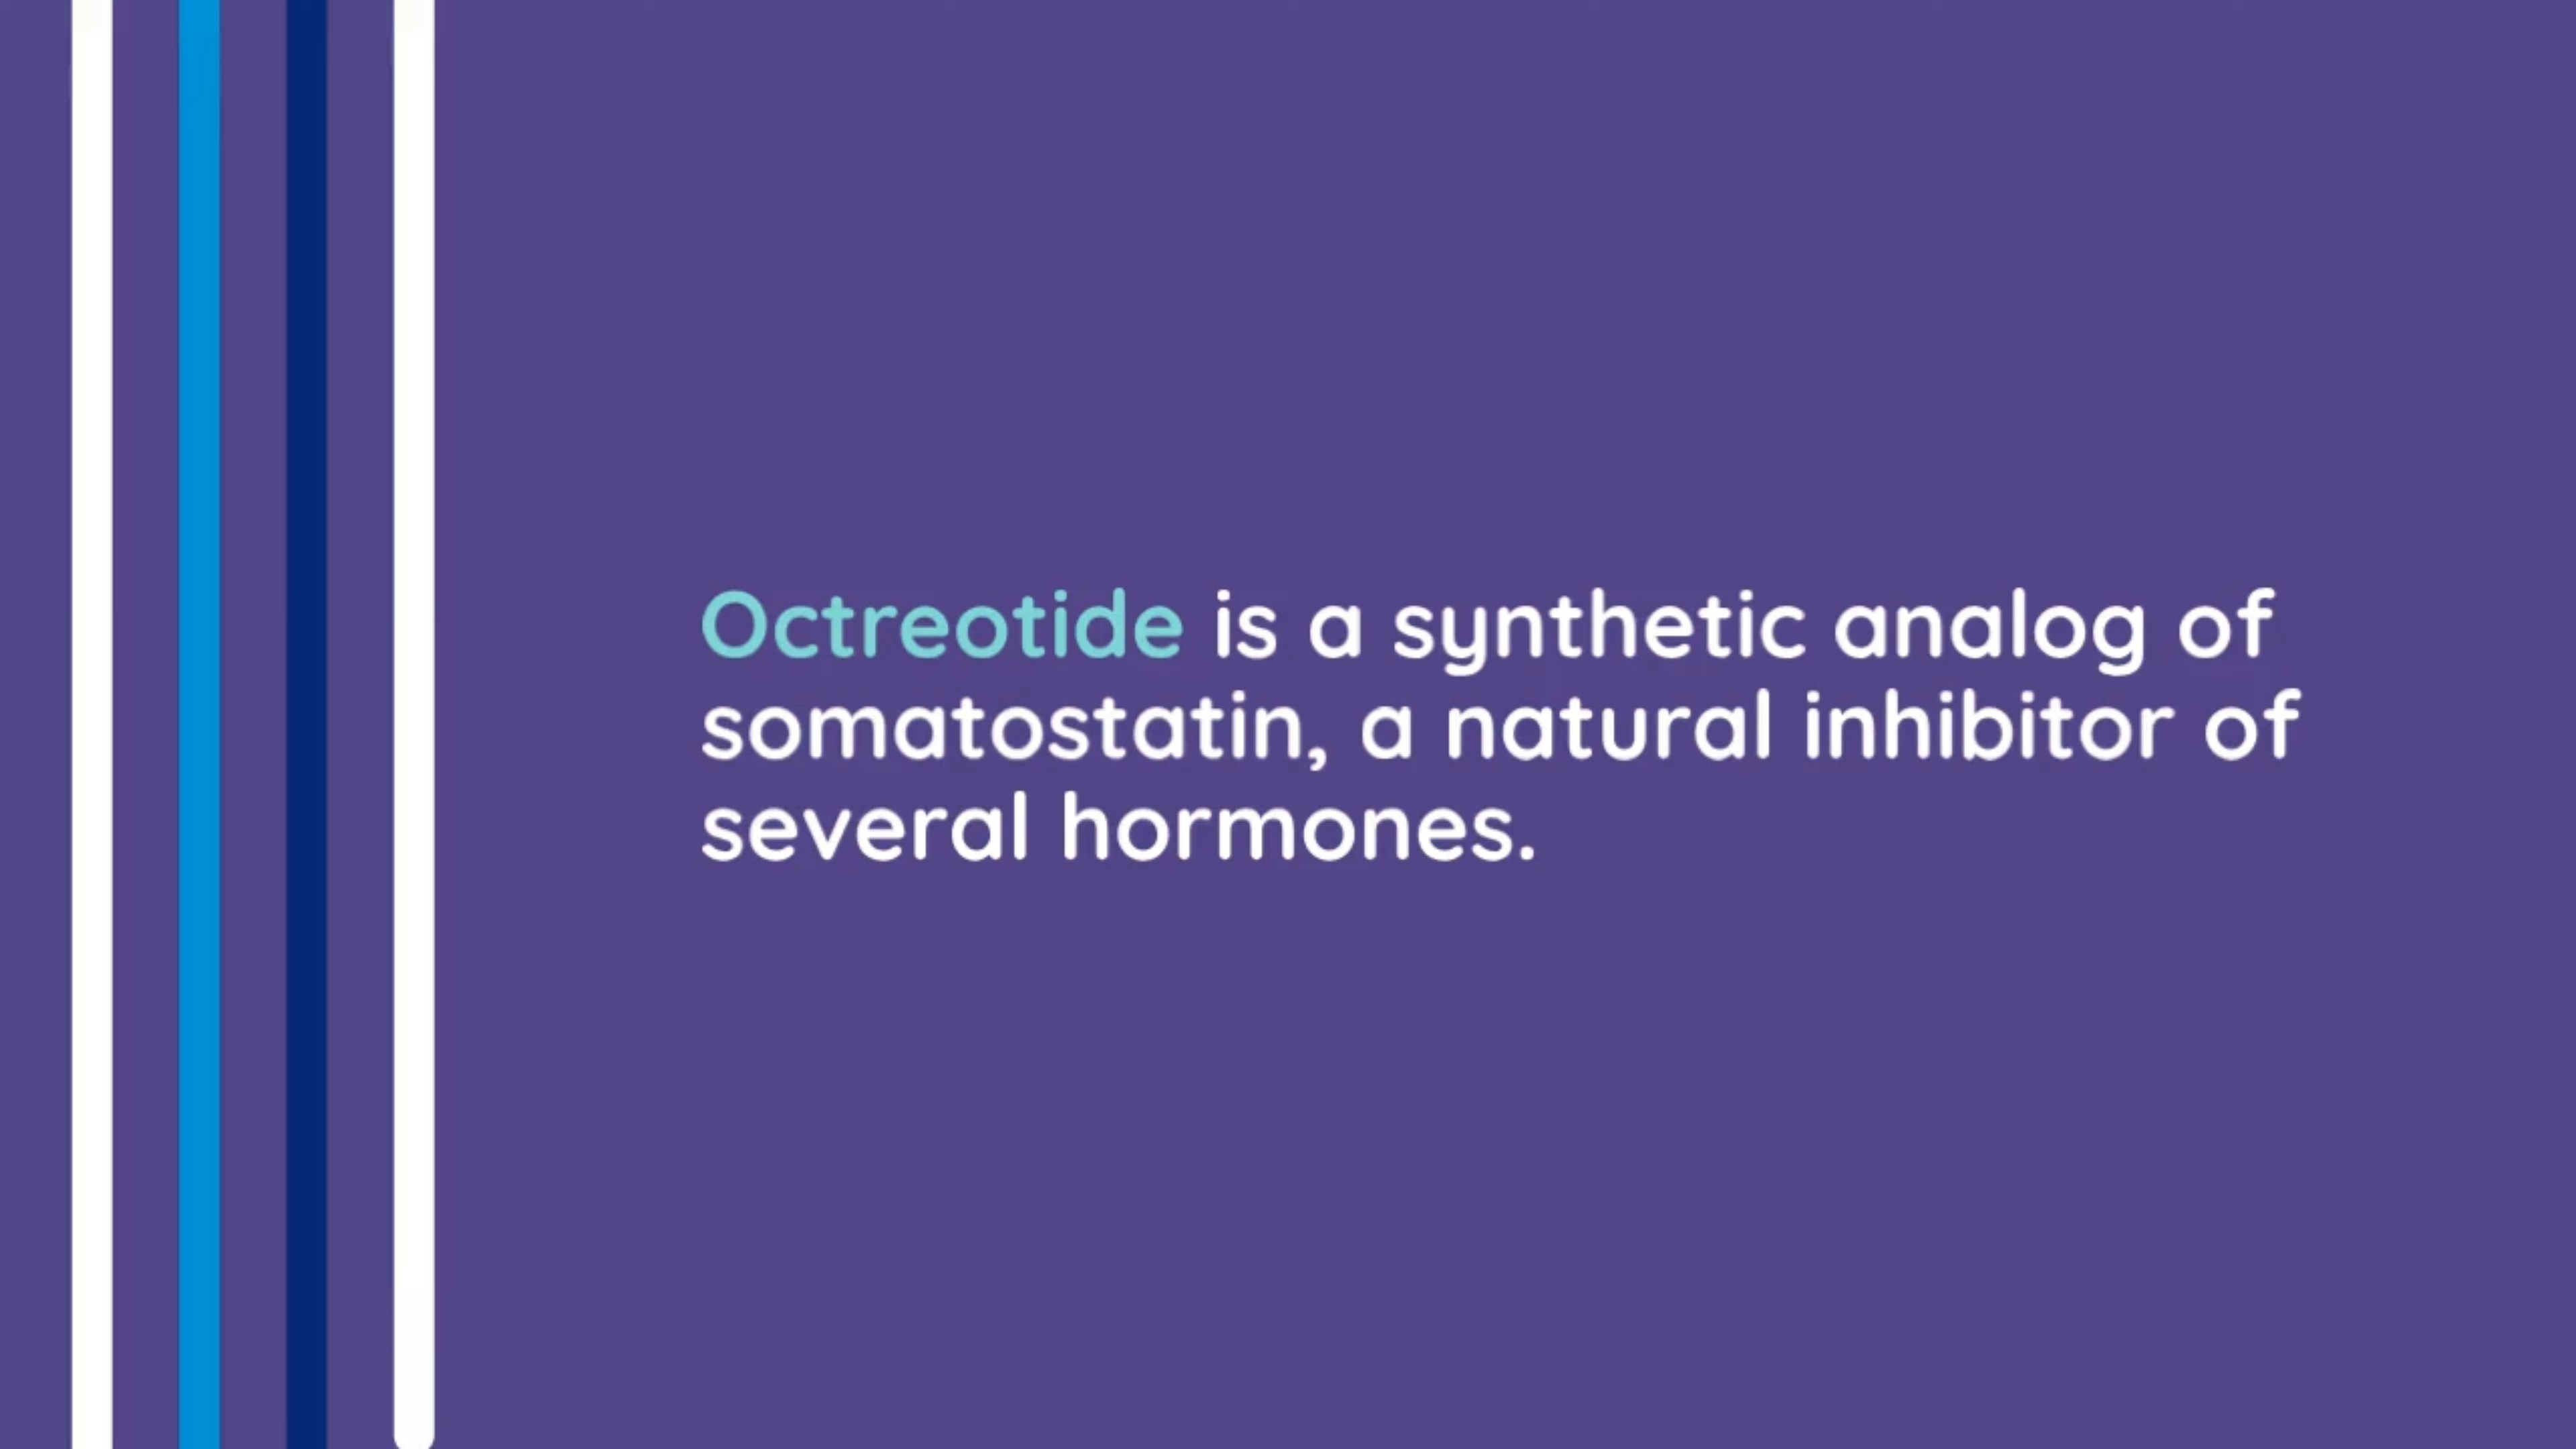 Octreotide is a synthetic analog of
somatostatin, a natural inhibitor of
several hormones.